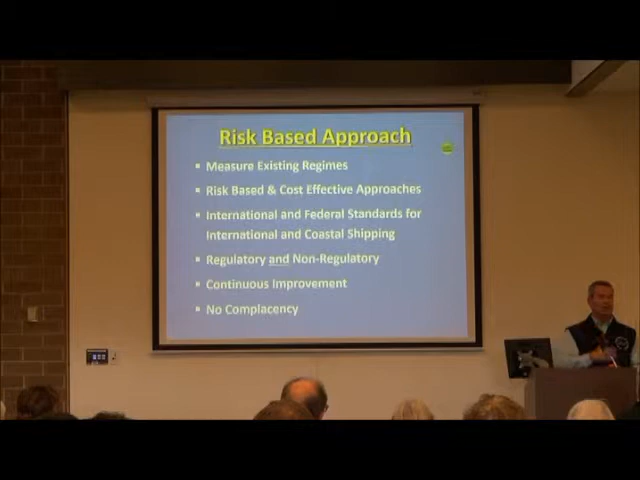 Risk Based Approach
Measure Existing Regimes
Risk Based & Cost Effective Approaches
International and Federal Standards for
International and Coastal Shipping
Regulatory and Non-Regulatory
Continuous Improvement
No Complacency